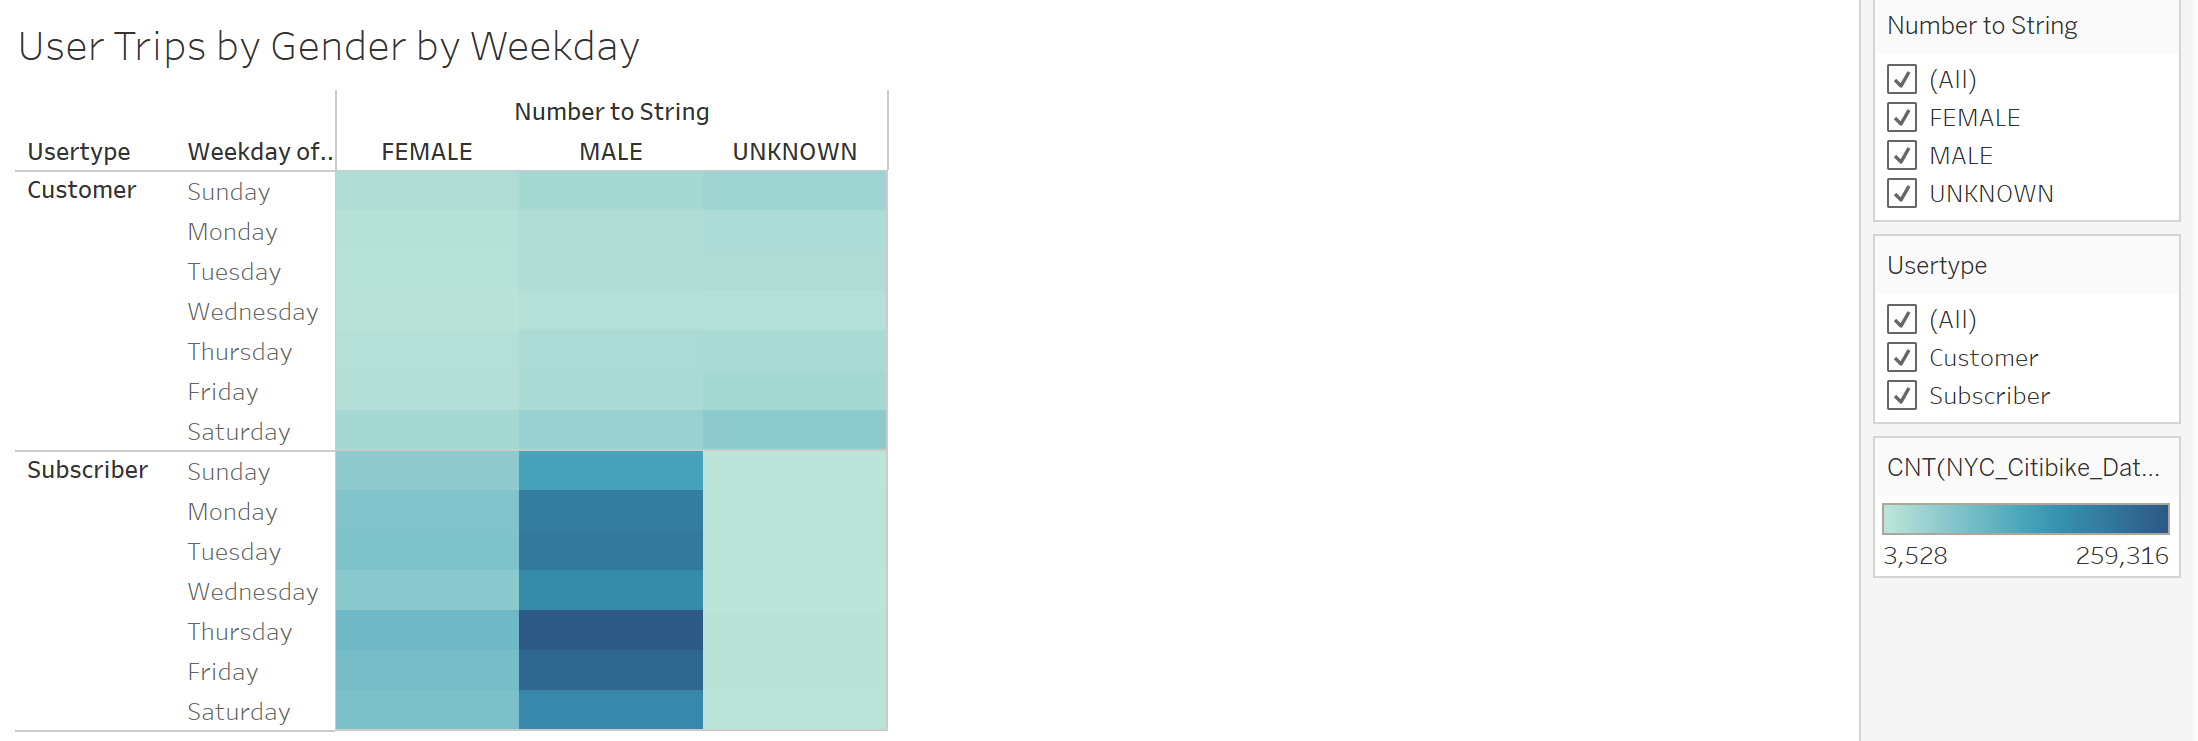 User Trips by Gender by Weekday
Number to String
Usertype Weekday of.. FEMALE MALE UNKNOWN
Customer Sunday
Monday
Tuesday
Wednesday
Thursday
Friday
Saturday
Subscriber Sunday
Monday
Tuesday
Wednesday
Thursday
Friday
Saturday
Number to String
(All)
FEMALE
MALE
UNKNOWN
Usertype
(All)
Customer
Subscriber
CNT(NYC_Citibike_Dat...
3,528 259,316